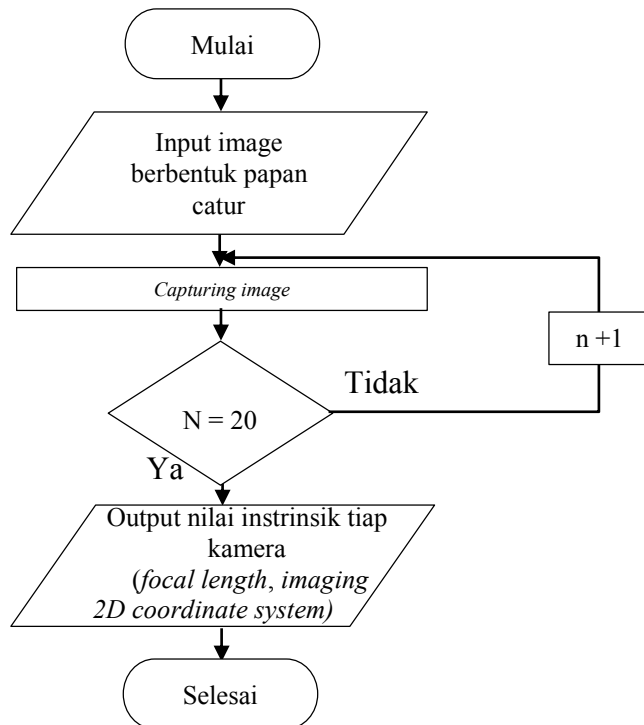 Mulai
Input image
berbentuk papan
catur
Capturing image
n +1
Tidak
N = 20
Ya
Output nilai instrinsik tiap
kamera
(focal length, imaging
2D coordinate system)
Selesai